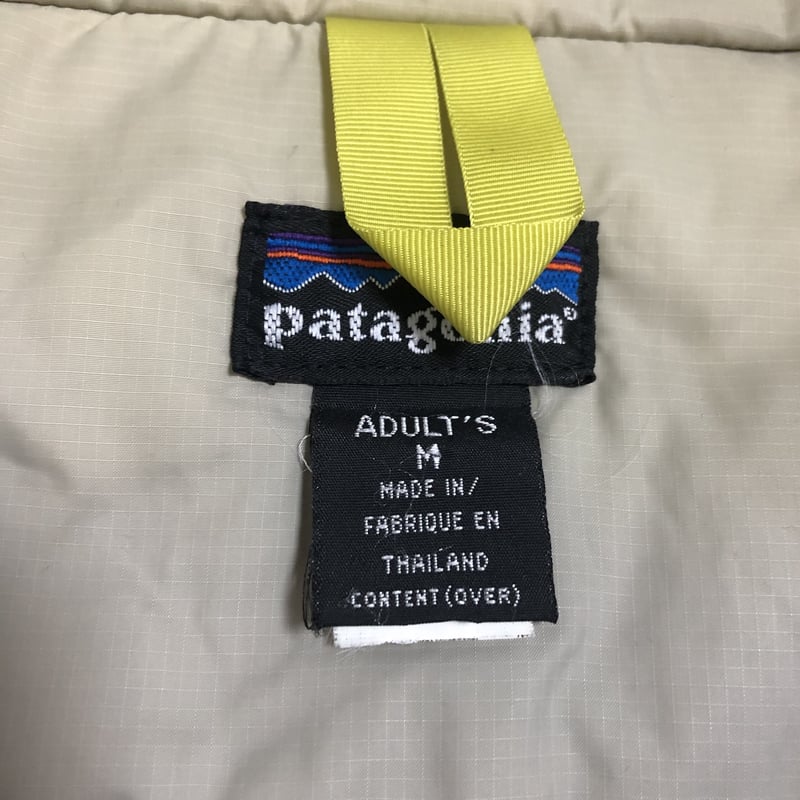 patagonia®
ADULT'S
M
MADE IN/
FABRIQUE EN
THAILAND
CONTENT (OVER)